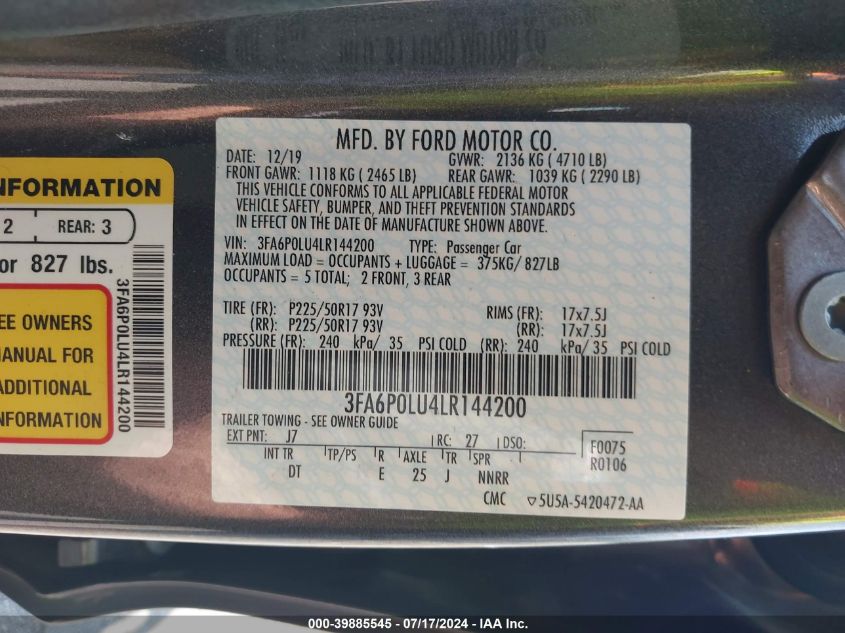 MFD. BY FORD MOTOR CO.
DATE: 12/19 GVWR: 2136 KG ( 4710 LB)
FRONT GAWR: 1118 KG ( 2465 LB) REAR GAWR: 1039 KG ( 2290 LB)
THIS VEHICLE CONFORMS TO ALL APPLICABLE FEDERAL MOTOR
VEHICLE SAFETY, BUMPER, AND THEFT PREVENTION STANDARDS
IN EFFECT ON THE DATE OF MANUFACTURE SHOWN ABOVE.
VIN: 3FA6P0LU4LR144200 TYPE: Passenger Car
MAXIMUM LOAD = OCCUPANTS + LUGGAGE = 375KG/ 827LB
OCCUPANTS = 5 TOTAL; 2 FRONT, 3 REAR
TIRE (FR): P225/50R17 93V RIMS (FR): 17x7.5J
(RR): P225/50R17 93V (RR): 17x7.5J
PRESSURE (FR): 240 kPa/ 35 PSI COLD (RR): 240 kPa/ 35 PSI COLD
3FA6P0LU4LR144200
TRAILER TOWING - SEE OWNER GUIDE
EXT PNT: J7 RC: 27 DSO:
F0075
R0106
INT TR TP/PS R AXLE TR SPR
DT E 25 J NNRR
CMC ▽5U5A-5420472-AA
NFORMATION
2 REAR: 3
or 827 lbs.
EE OWNERS
MANUAL FOR
ADDITIONAL
NFORMATION
3FA6P0LU4LR144200
000-39885545 - 07/17/2024 - IAA Inc.